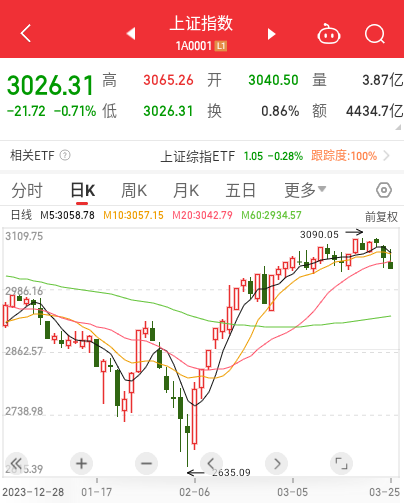 上证指数
1A0001 L1
3026.31 高 3065.26 开 3040.50 量 3.87亿
-21.72 -0.71% 低 3026.31 换 0.86% 额 4434.7亿
相关ETF ? 上证综指ETF 1.05 -0.28% 跟踪度:100%
分时 日K 周K 月K 五日 更多
日线 M5:3058.78 M10:3057.15 M20:3042.79 M60:2934.57 前复权
3109.75
3090.05
2986.16
2862.57
2738.98
2635.09
2023-12-28 01-17 02-06 03-05 03-25